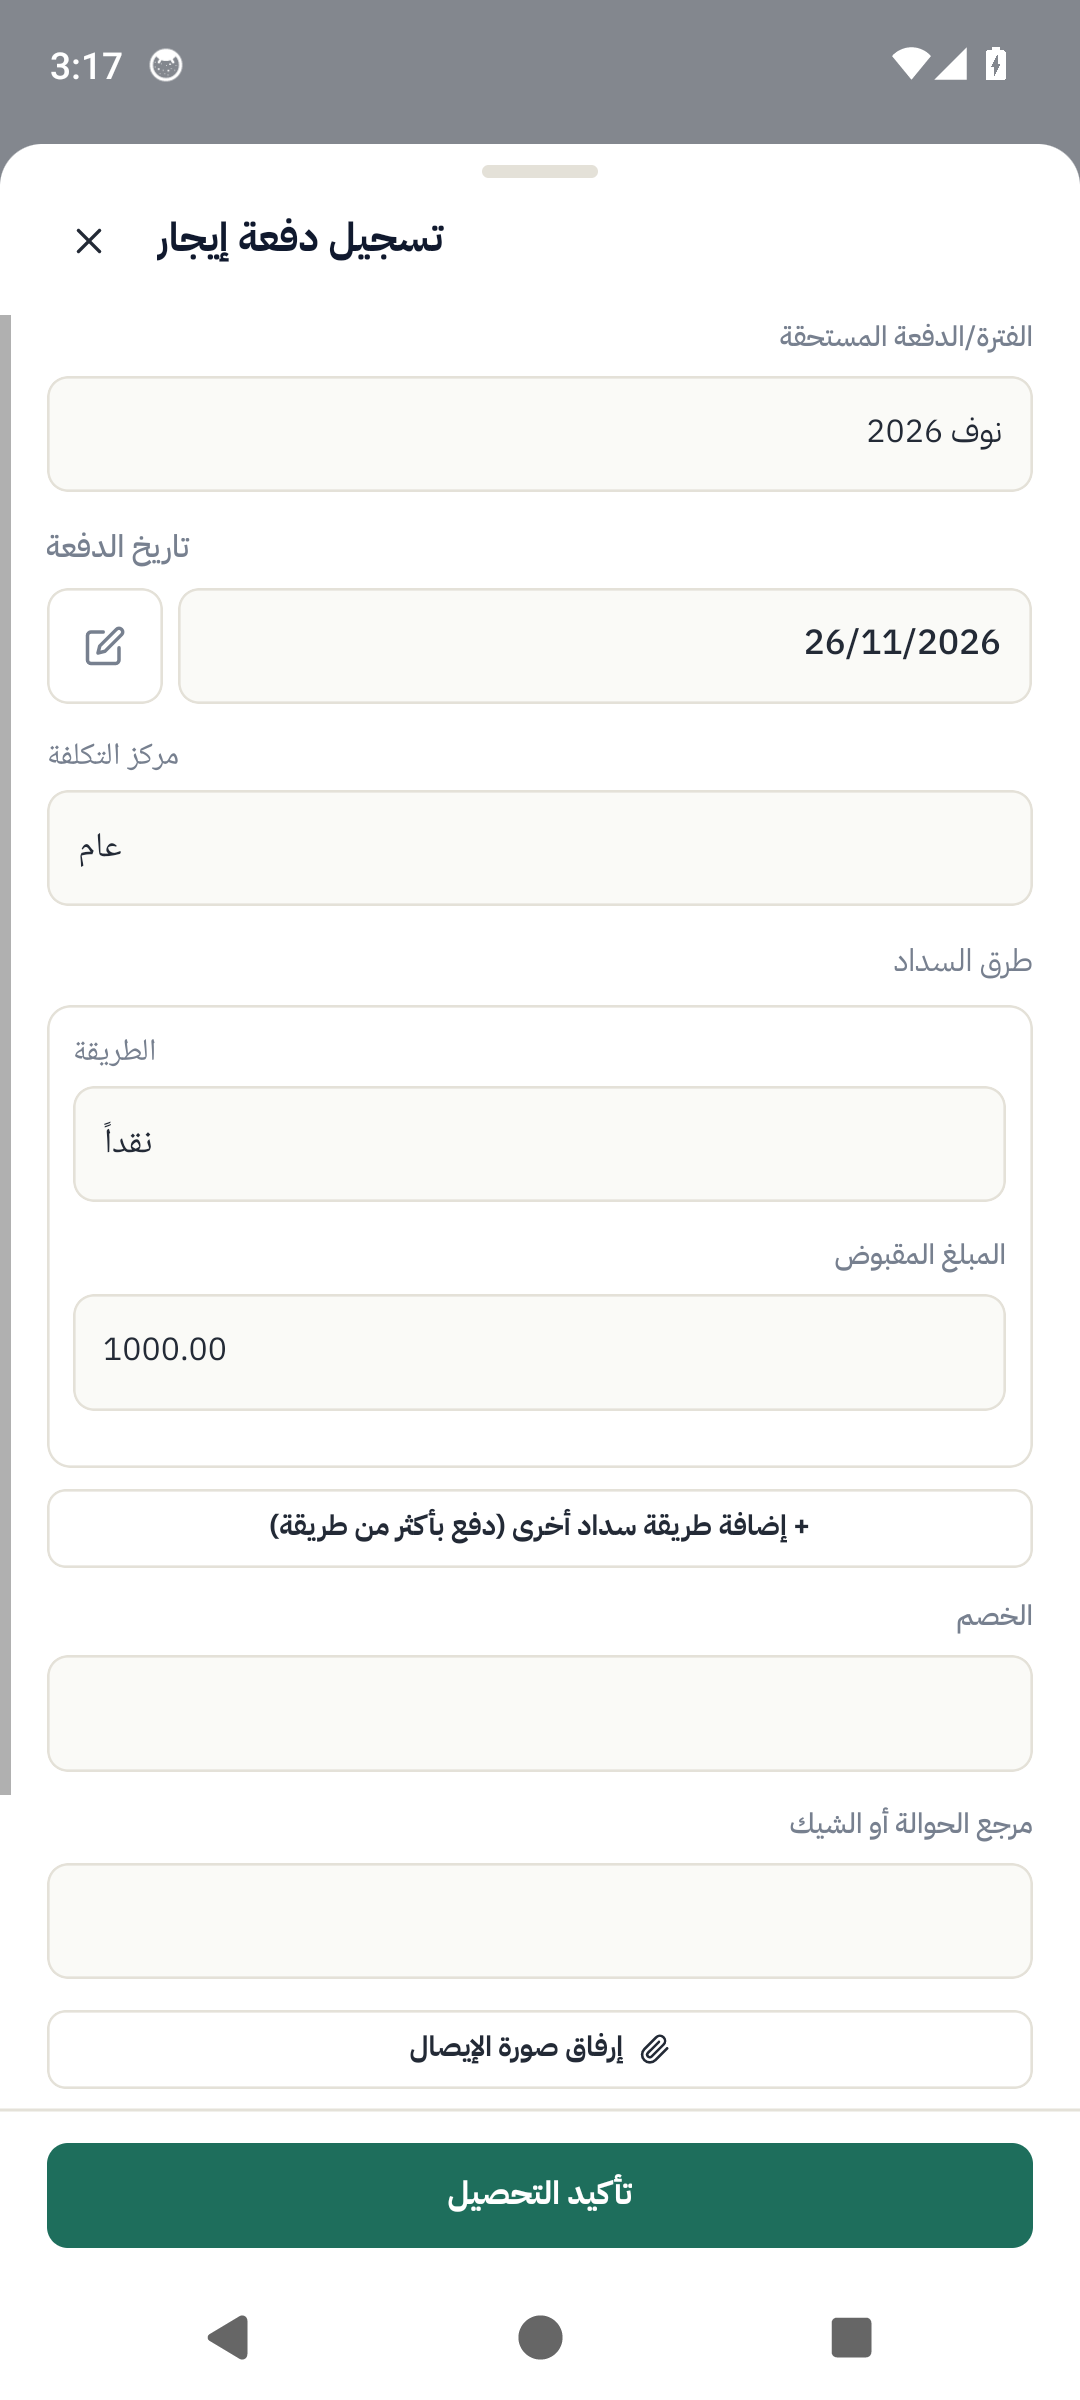 3:17
تسجيل دفعة إيجار
الفترة/الدفعة المستحقة
نوف 2026
تاريخ الدفعة
26/11/2026
مركز التكلفة
عام
طرق السداد
الطريقة
نقداً
المبلغ المقبوض
1000.00
+ إضافة طريقة سداد أخرى (دفع بأكثر من طريقة)
الخصم
مرجع الحوالة أو الشيك
إرفاق صورة الإيصال
تأكيد التحصيل